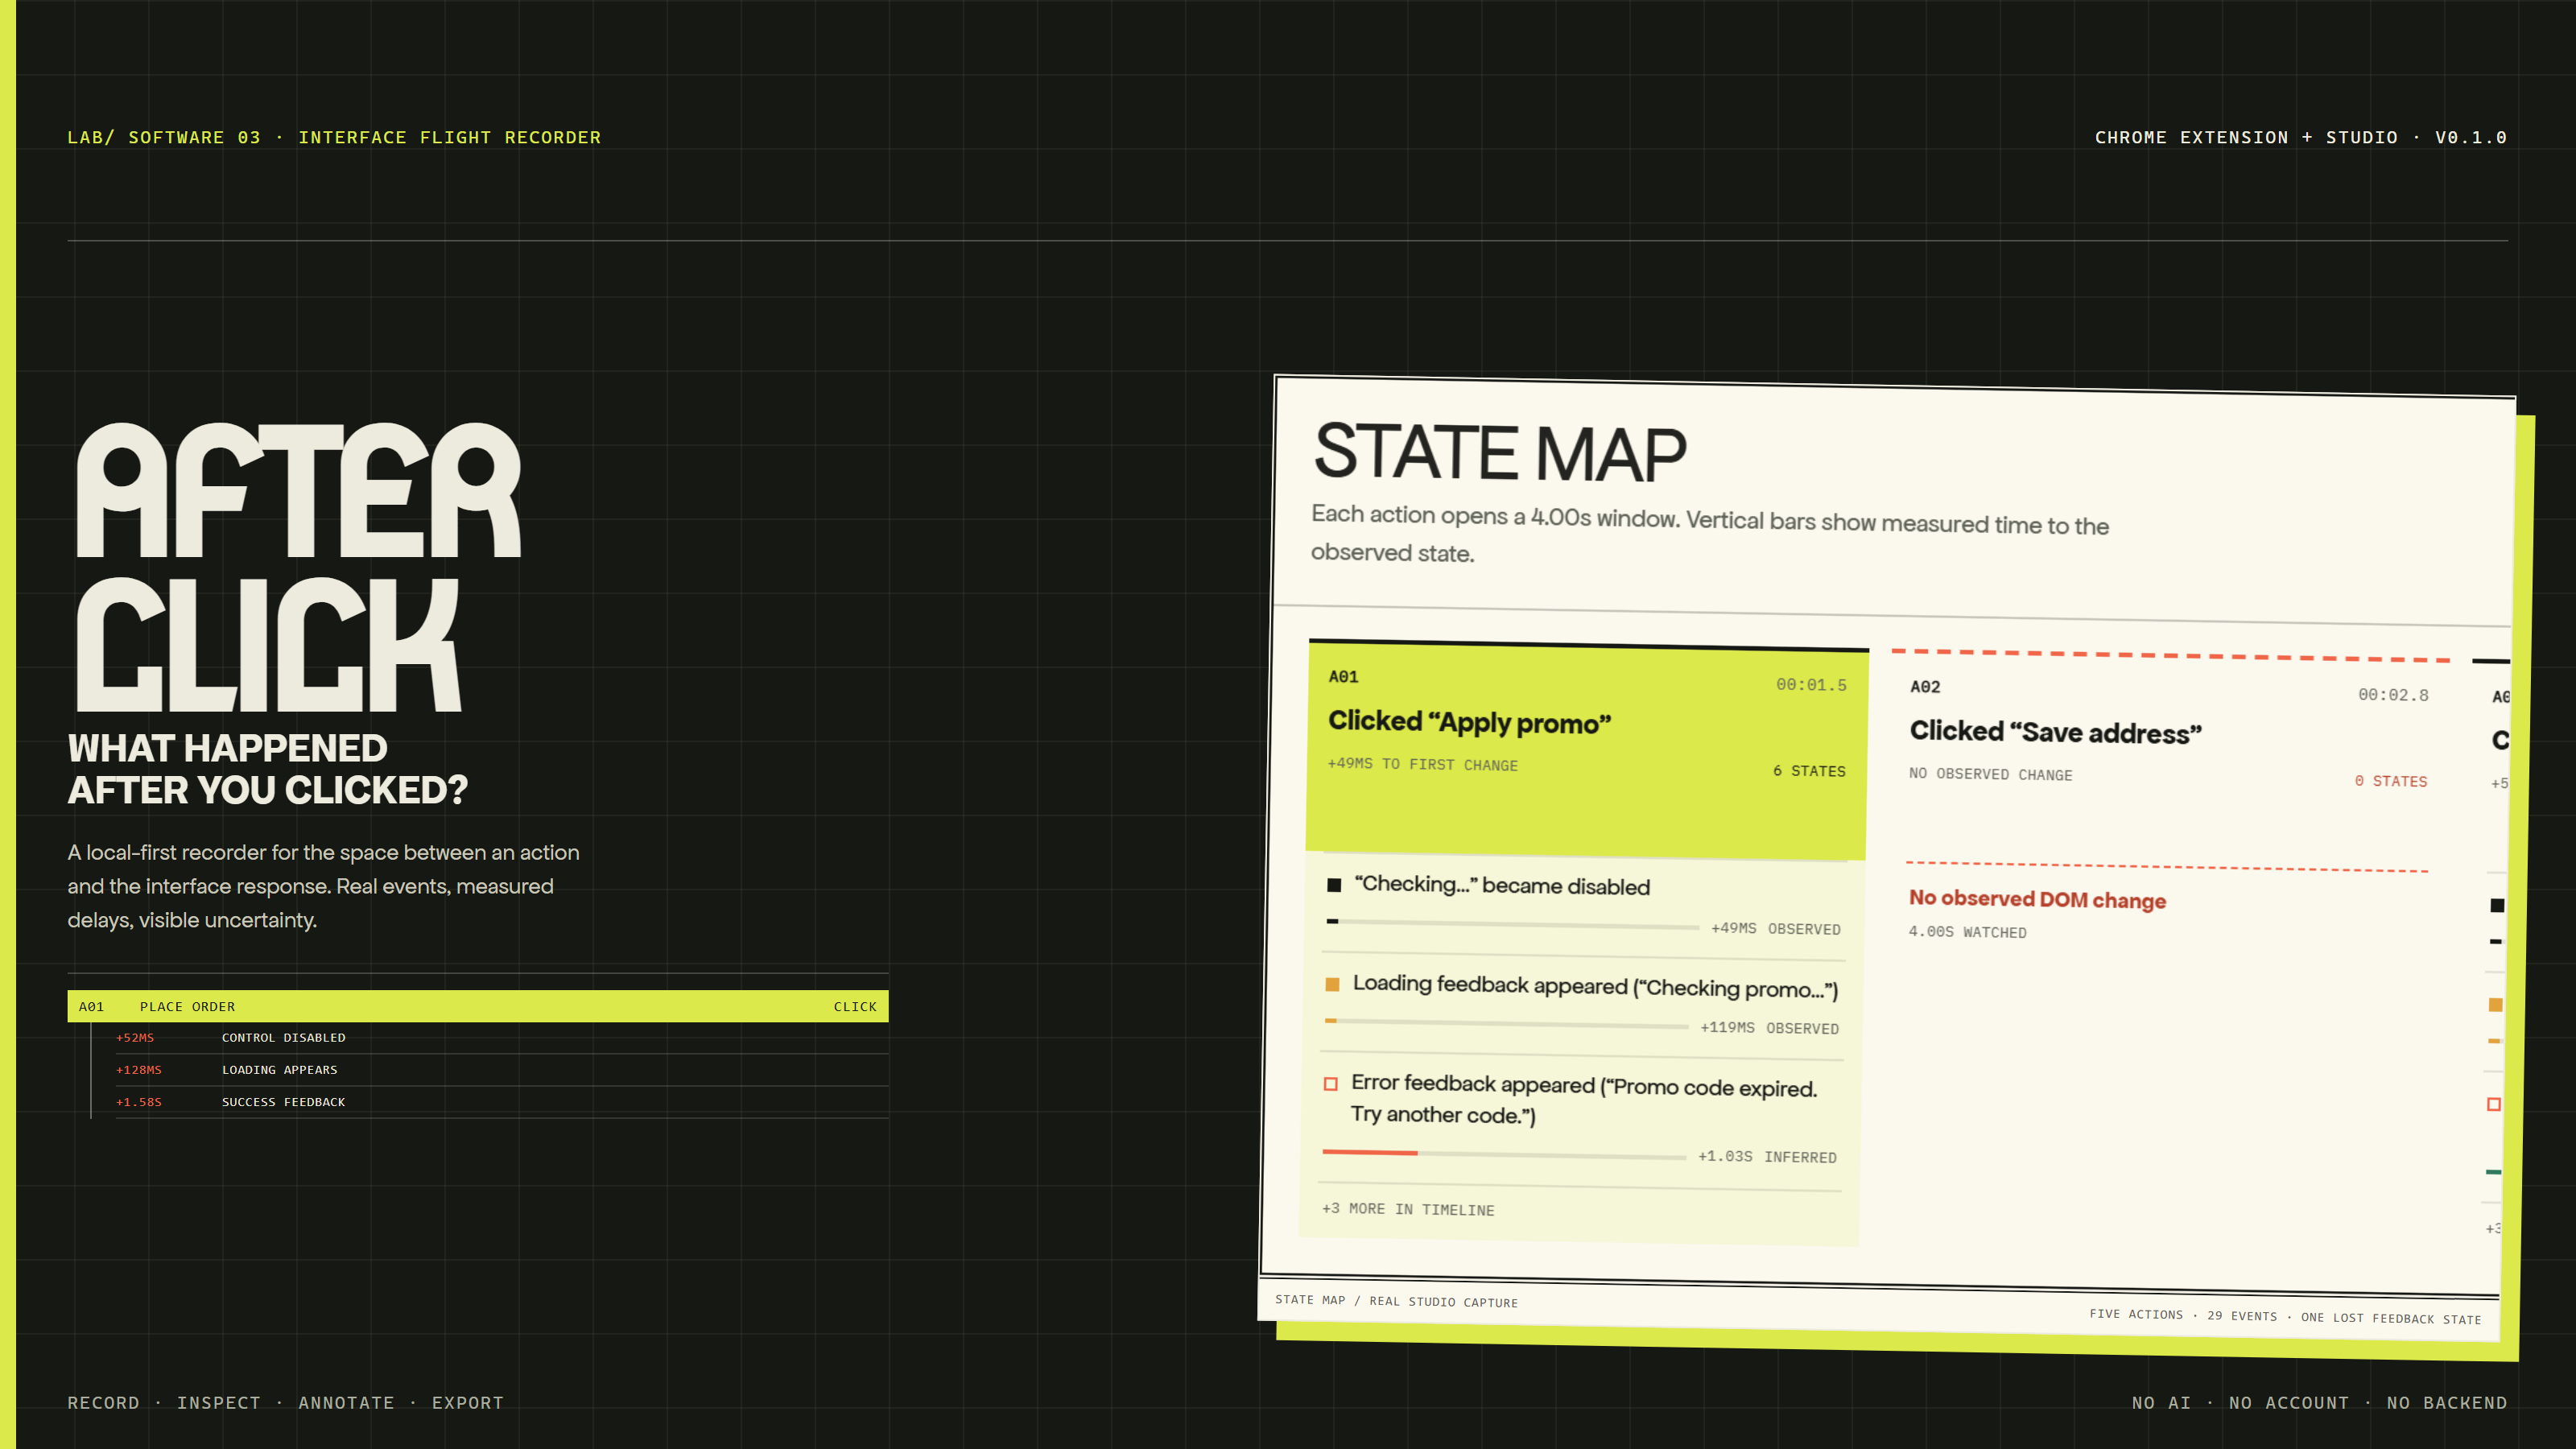 LAB/ SOFTWARE 03 · INTERFACE FLIGHT RECORDER
CHROME EXTENSION + STUDIO · V0.1.0
AFTER
CLICK
WHAT HAPPENED
AFTER YOU CLICKED?
A local-first recorder for the space between an action
and the interface response. Real events, measured
delays, visible uncertainty.
A01 PLACE ORDER CLICK
+52MS CONTROL DISABLED
+128MS LOADING APPEARS
+1.58S SUCCESS FEEDBACK
STATE MAP
Each action opens a 4.00s window. Vertical bars show measured time to the
observed state.
A01 00:01.5
Clicked “Apply promo”
+49MS TO FIRST CHANGE 6 STATES
“Checking…” became disabled
+49MS OBSERVED
Loading feedback appeared (“Checking promo…”)
+119MS OBSERVED
Error feedback appeared (“Promo code expired.
Try another code.”)
+1.03S INFERRED
+3 MORE IN TIMELINE
A02 00:02.8
Clicked “Save address”
NO OBSERVED CHANGE 0 STATES
No observed DOM change
4.00S WATCHED
STATE MAP / REAL STUDIO CAPTURE
FIVE ACTIONS · 29 EVENTS · ONE LOST FEEDBACK STATE
RECORD · INSPECT · ANNOTATE · EXPORT
NO AI · NO ACCOUNT · NO BACKEND